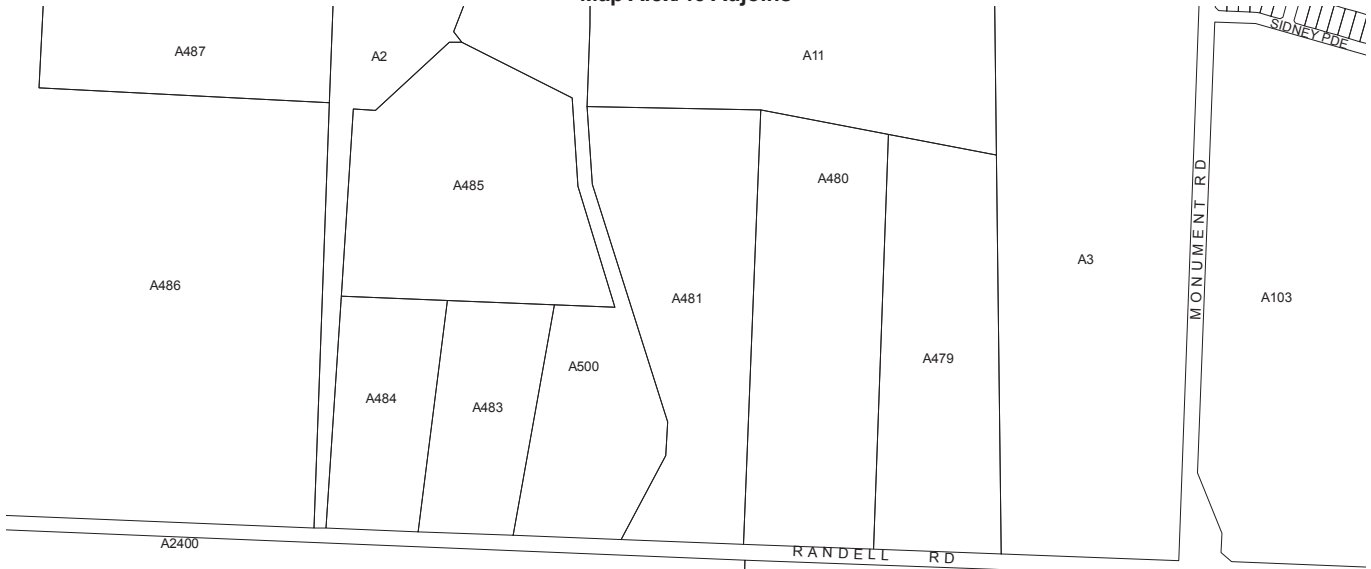 SIDNEY PDE
A487
A2
A11
A485
A480
MONUMENT RD
A3
A486
A481
A103
A479
A500
A484
A483
A2400
RANDELL RD